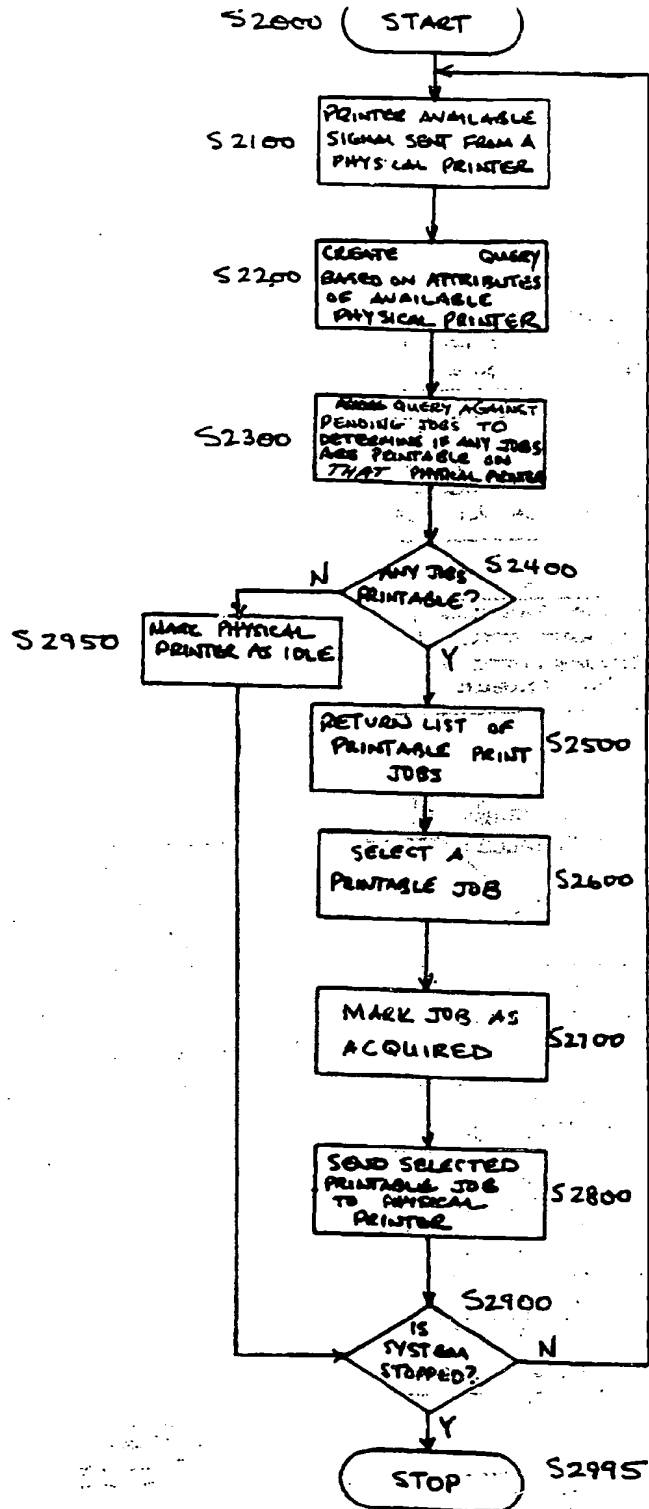 S2000 START
PRINTER AVAILABLE
SIGNAL SENT FROM A
PHYSICAL PRINTER
S2100
CREATE QUERY
BASED ON ATTRIBUTES
OF AVAILABLE
PHYSICAL PRINTER
S2200
QUERY AGAINST
PENDING JOBS TO
DETERMINE IF ANY JOBS
ARE PRINTABLE ON
THAT PHYSICAL PRINTER
S2300
S2400
ANY JOBS
PRINTABLE?
N
Y
S2950
MARK PHYSICAL
PRINTER AS IDLE
RETURN LIST OF
PRINTABLE PRINT
JOBS
S2500
SELECT A
PRINTABLE JOB
S2600
MARK JOB AS
ACQUIRED
S2700
SEND SELECTED
PRINTABLE JOB
TO PHYSICAL
PRINTER
S2800
S2900
IS
SYSTEM
STOPPED?
N
Y
STOP
S2995